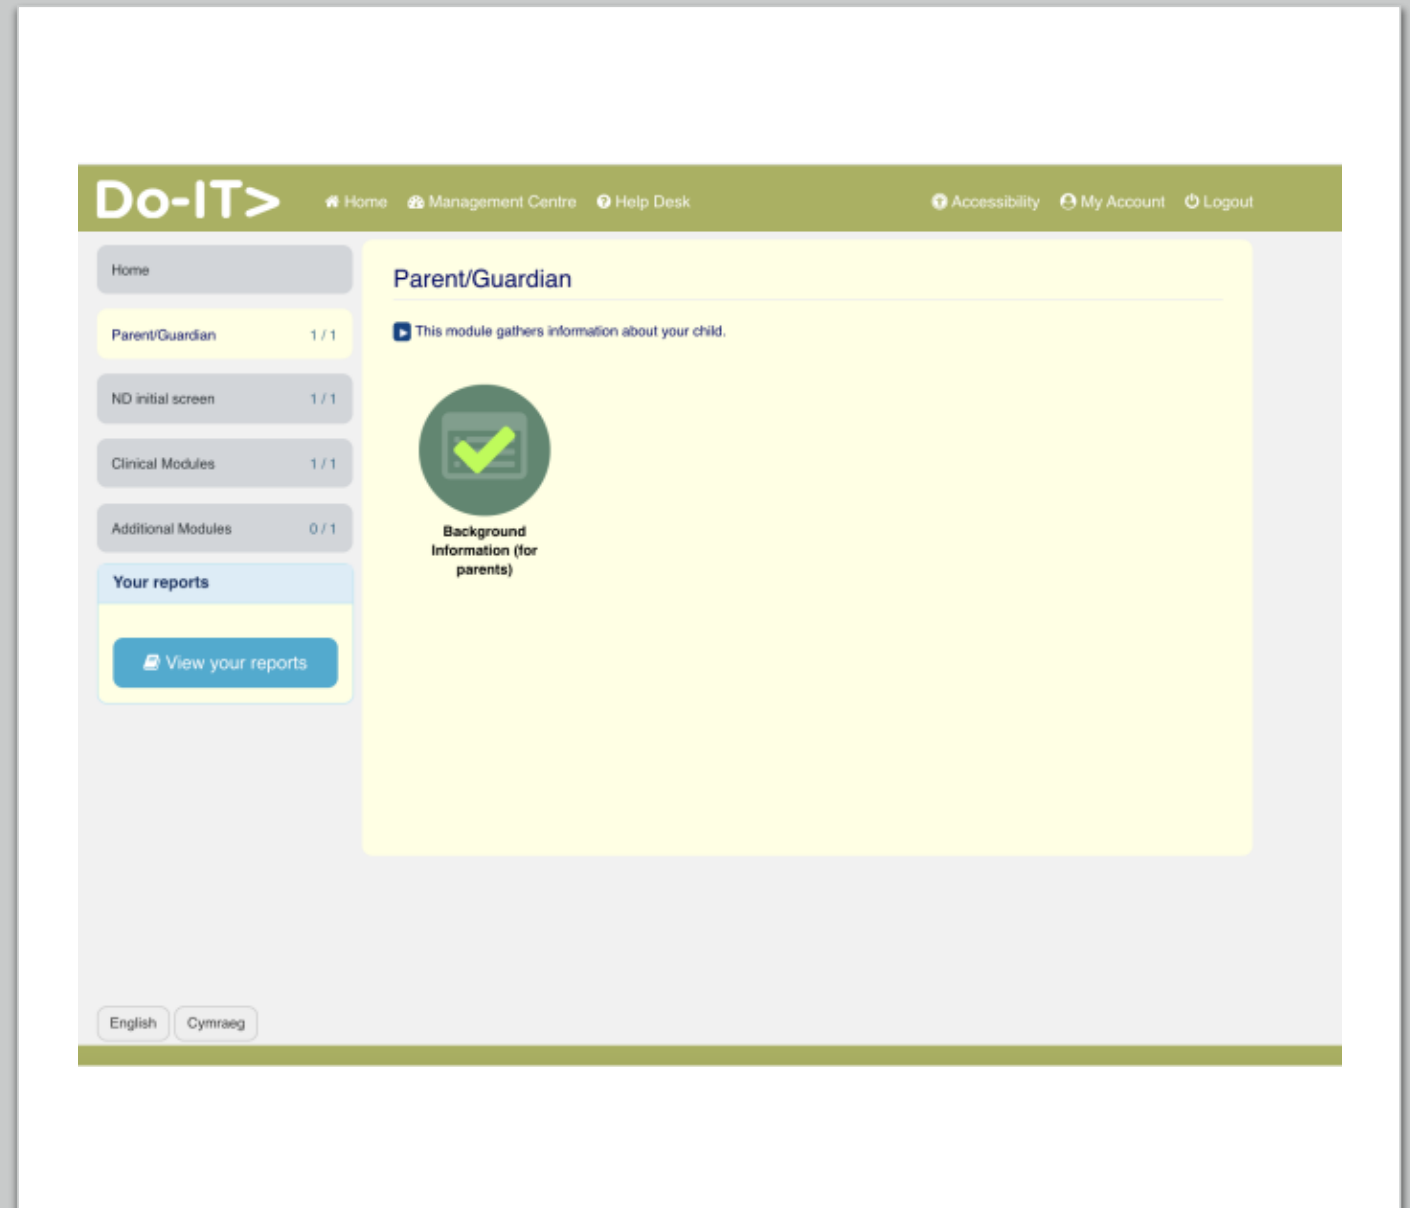 Do-IT>
Home Management Centre Help Desk Accessibility My Account Logout
Home
Parent/Guardian 1 / 1
ND initial screen 1 / 1
Clinical Modules 1 / 1
Additional Modules 0 / 1
Your reports
View your reports
Parent/Guardian
This module gathers information about your child.
Background
Information (for
parents)
English Cymraeg